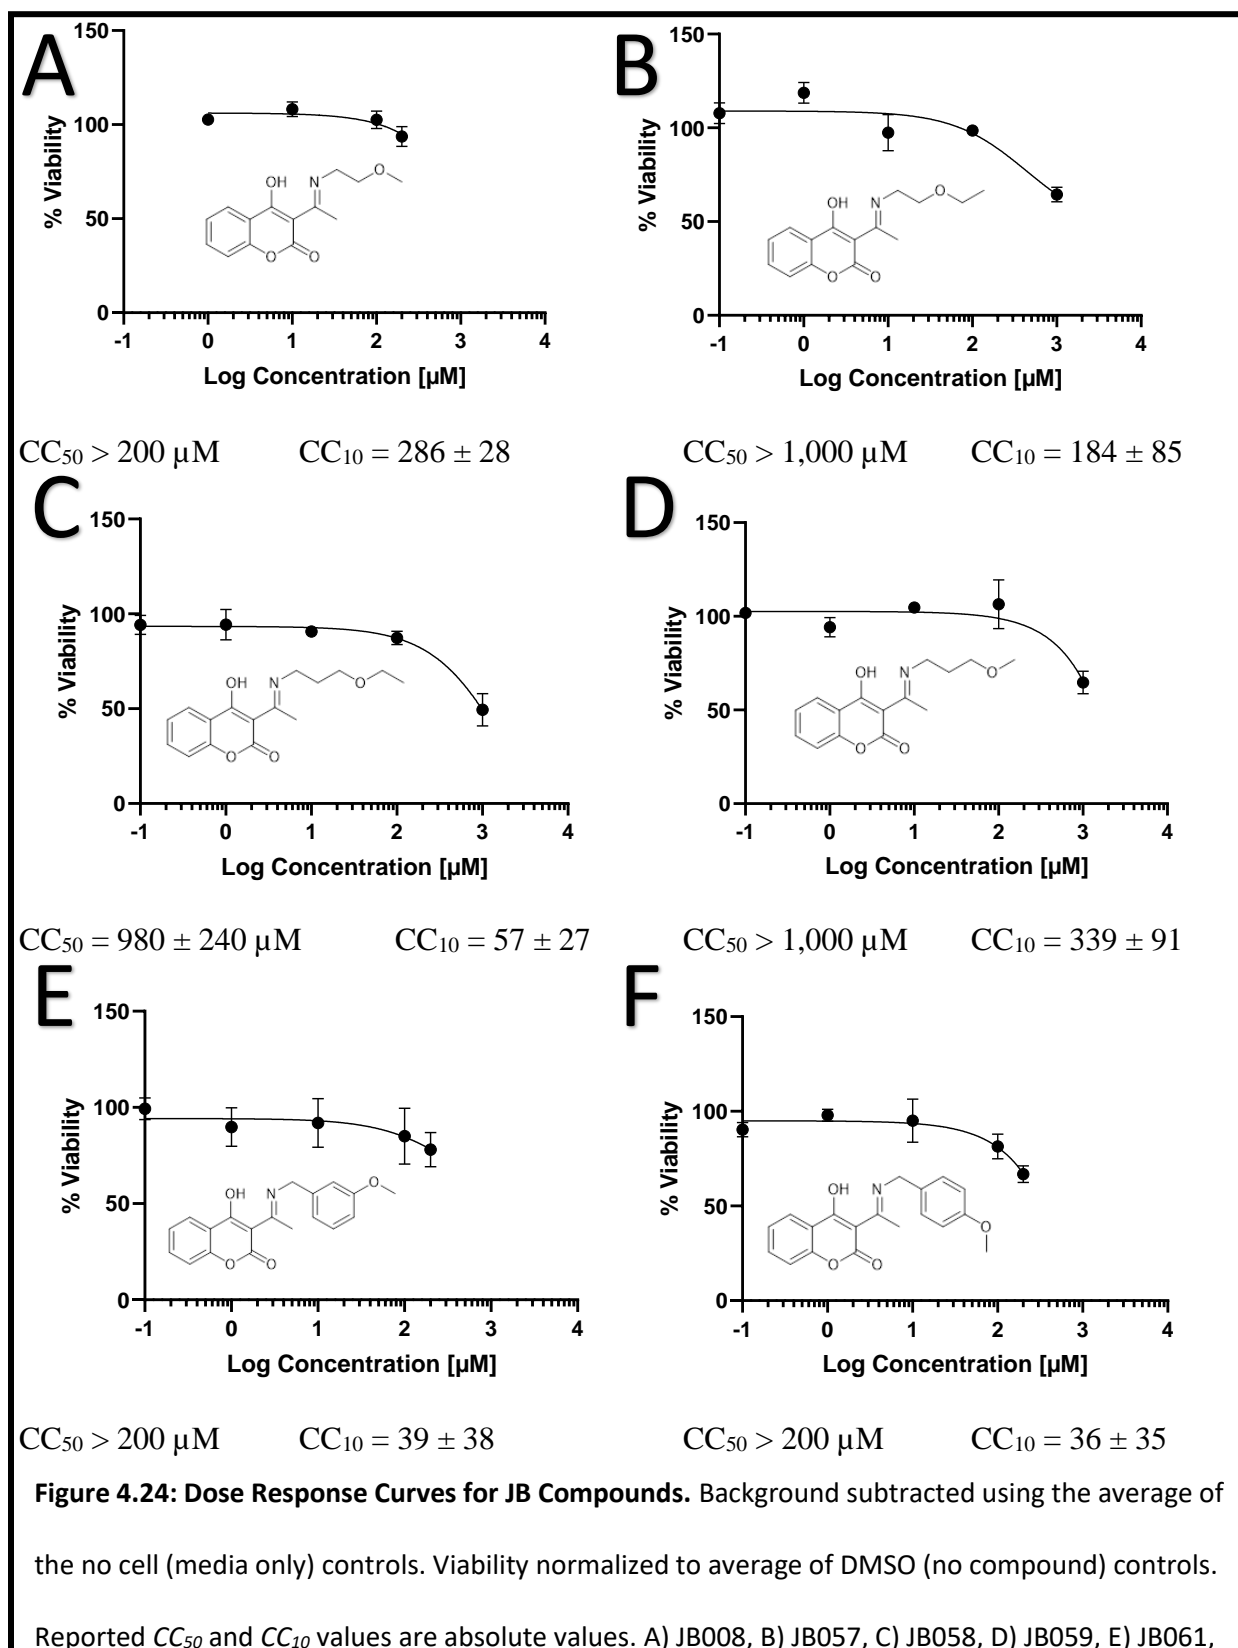 A
B
150
100
50
0
% Viability
OH
N
O
O
O
-1 0 1 2 3 4
Log Concentration [µM]
150
100
50
0
% Viability
OH
N
O
O
O
-1 0 1 2 3 4
Log Concentration [µM]
CC50 > 200 µM CC10 = 286 ± 28
CC50 > 1,000 µM CC10 = 184 ± 85
C
D
150
100
50
0
% Viability
OH
N
O
O
O
-1 0 1 2 3 4
Log Concentration [µM]
150
100
50
0
% Viability
OH
N
O
O
O
-1 0 1 2 3 4
Log Concentration [µM]
CC50 = 980 ± 240 µM CC10 = 57 ± 27
CC50 > 1,000 µM CC10 = 339 ± 91
E
F
150
100
50
0
% Viability
OH
N
O
O
O
-1 0 1 2 3 4
Log Concentration [µM]
150
100
50
0
% Viability
OH
N
O
O
O
-1 0 1 2 3 4
Log Concentration [µM]
CC50 > 200 µM CC10 = 39 ± 38
CC50 > 200 µM CC10 = 36 ± 35
Figure 4.24: Dose Response Curves for JB Compounds. Background subtracted using the average of
the no cell (media only) controls. Viability normalized to average of DMSO (no compound) controls.
Reported CC50 and CC10 values are absolute values. A) JB008, B) JB057, C) JB058, D) JB059, E) JB061,